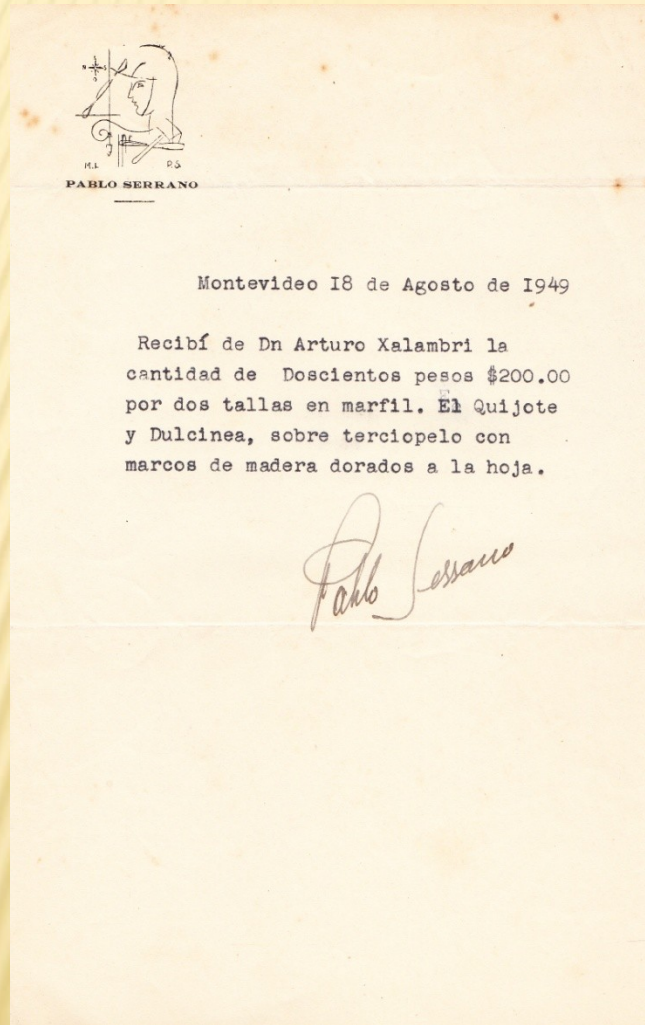 N S
O
M.L P.S.
PABLO SERRANO
Montevideo I8 de Agosto de I949
Recibí de Dn Arturo Xalambri la
cantidad de Doscientos pesos $200.00
por dos tallas en marfil. El Quijote
y Dulcinea, sobre terciopelo con
marcos de madera dorados a la hoja.
Pablo Serrano